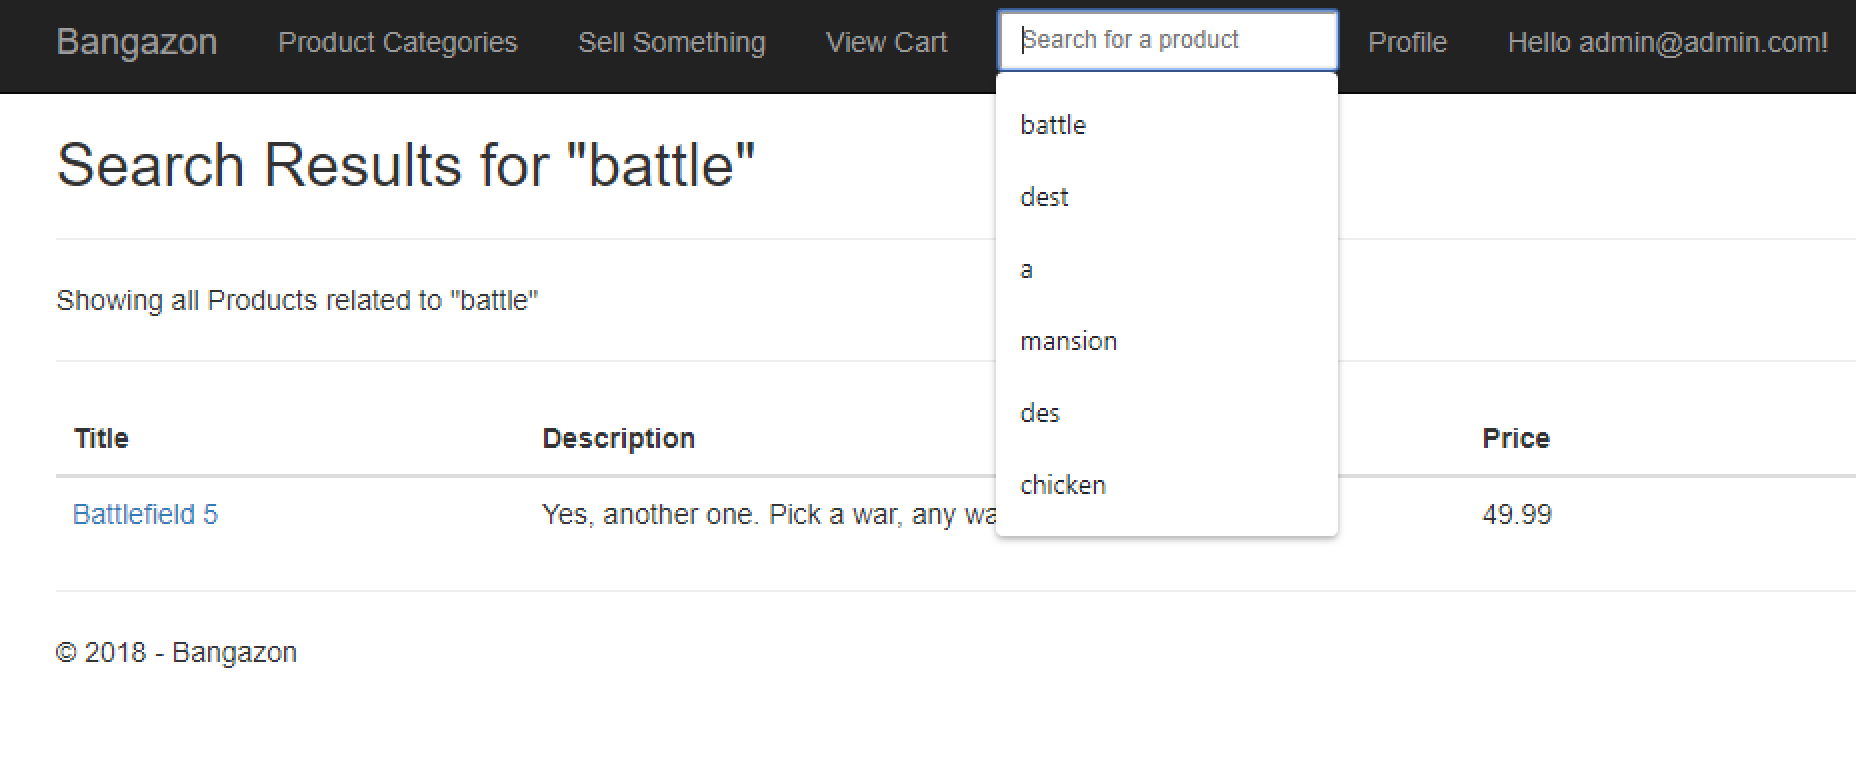 Bangazon Product Categories Sell Something View Cart Search for a product Profile Hello admin@admin.com!
battle
dest
a
mansion
des
chicken
Search Results for "battle"
Showing all Products related to "battle"
Title Description Price
Battlefield 5 Yes, another one. Pick a war, any 49.99
© 2018 - Bangazon